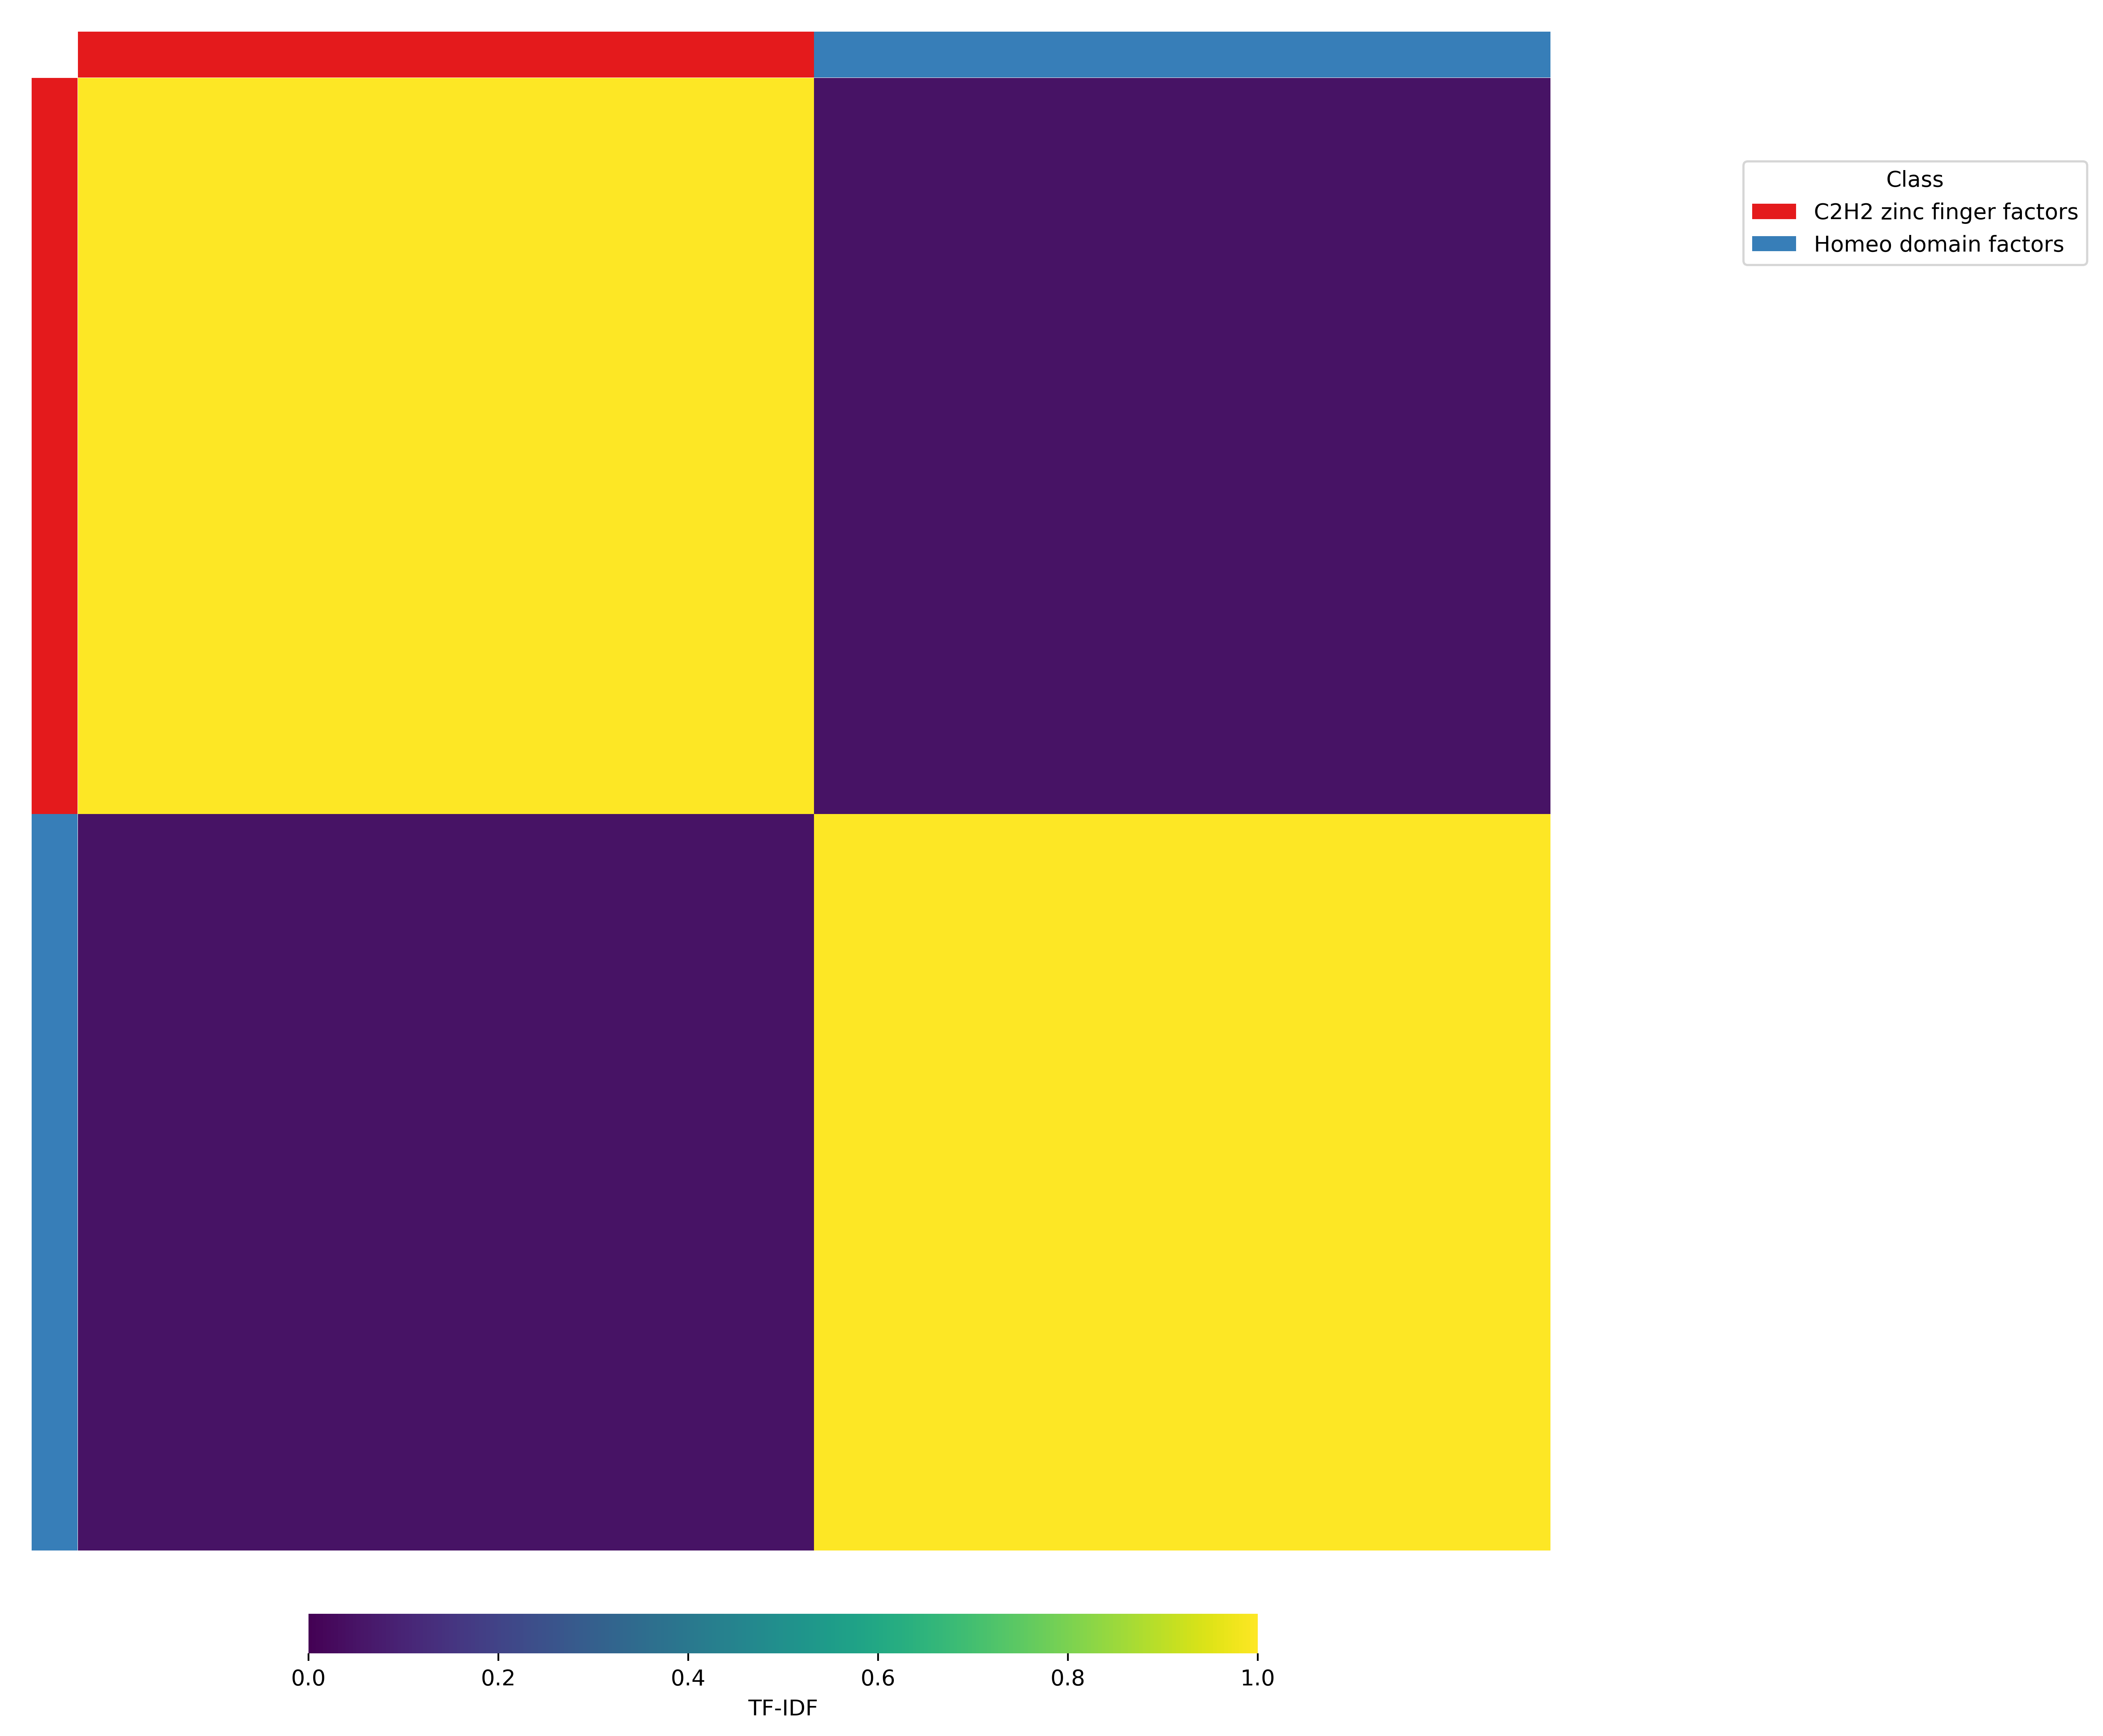 Class
C2H2 zinc finger factors
Homeo domain factors
0.0 0.2 0.4 0.6 0.8 1.0
TF-IDF